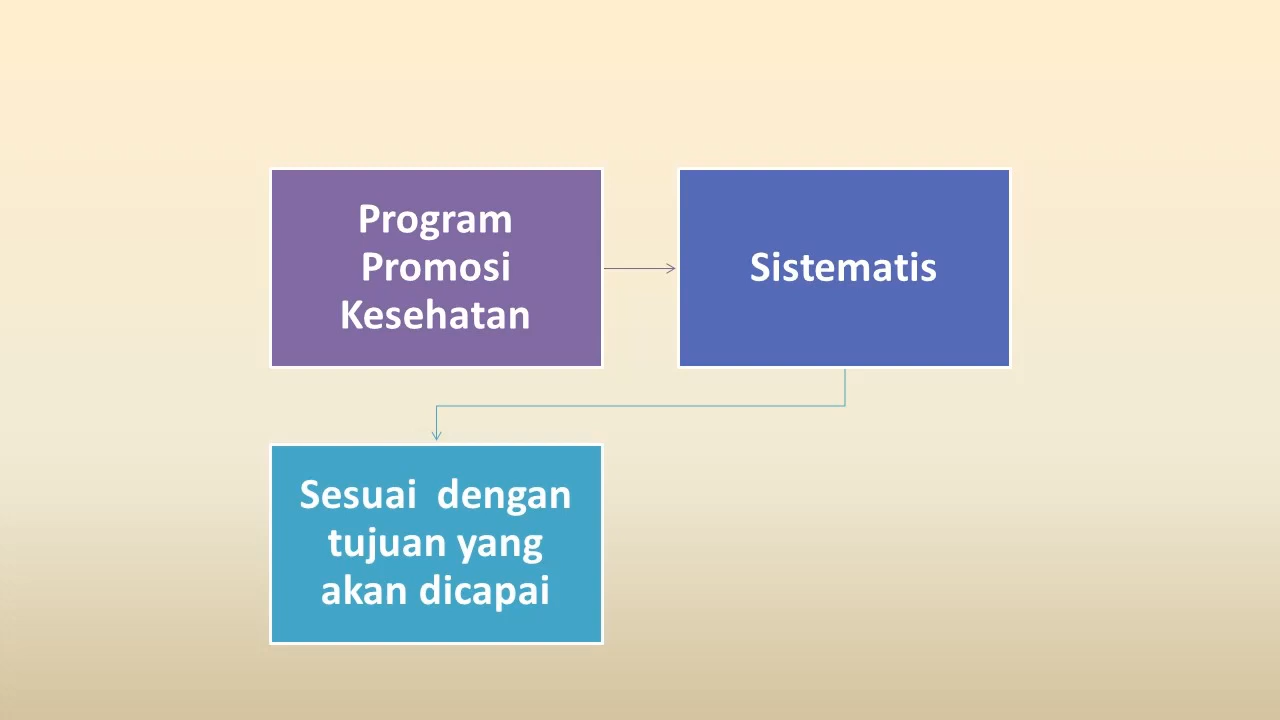 Program
Promosi
Kesehatan
Sistematis
Sesuai  dengan
tujuan yang
akan dicapai